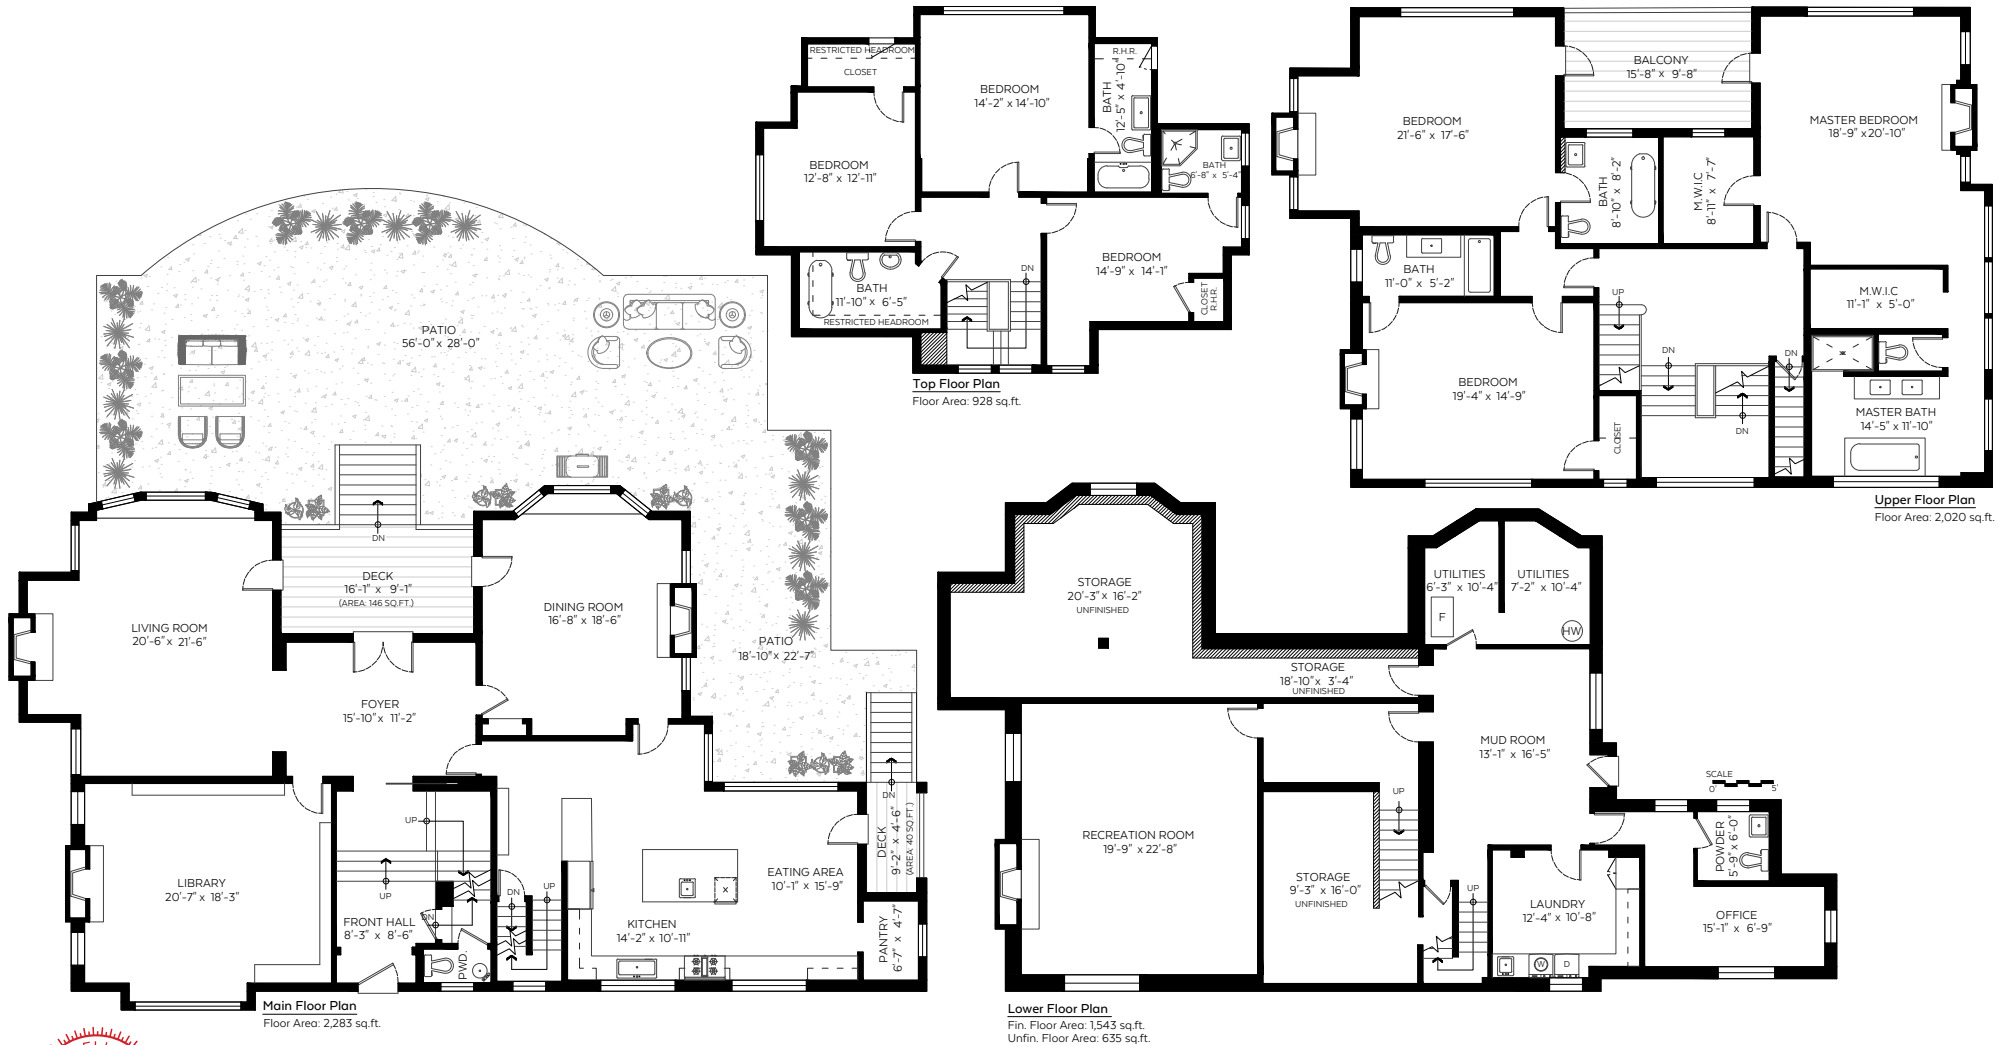 RESTRICTED HEADROOM
CLOSET
BEDROOM
14'-2" x 14'-10"
R.H.R.
BATH
12'-5" x 4'-10"
BEDROOM
12'-8" x 12'-11"
BATH
6'-8" x 5'-4"
BEDROOM
14'-9" x 14'-1"
CLOSET
R.H.R.
BATH
11'-10" x 6'-5"
RESTRICTED HEADROOM
DN
Top Floor Plan
Floor Area: 928 sq.ft.
BALCONY
15'-8" x 9'-8"
BEDROOM
21'-6" x 17'-6"
MASTER BEDROOM
18'-9" x 20'-10"
BATH
8'-10" x 8'-2"
M.W.I.C
8'-11" x 7'-7"
BATH
11'-0" x 5'-2"
M.W.I.C
11'-1" x 5'-0"
UP
DN
DN
DN
BEDROOM
19'-4" x 14'-9"
CLOSET
MASTER BATH
14'-5" x 11'-10"
Upper Floor Plan
Floor Area: 2,020 sq.ft.
PATIO
56'-0" x 28'-0"
DN
DECK
16'-1" x 9'-1"
(AREA: 146 SQ.FT.)
DINING ROOM
16'-8" x 18'-6"
LIVING ROOM
20'-6" x 21'-6"
PATIO
18'-10" x 22'-7"
FOYER
15'-10" x 11'-2"
DN
DECK
9'-2" x 4'-6"
(AREA: 40 SQ.FT.)
UP
UP
LIBRARY
20'-7" x 18'-3"
FRONT HALL
8'-3" x 8'-6"
DN
PWD.
DN
UP
EATING AREA
10'-1" x 15'-9"
KITCHEN
14'-2" x 10'-11"
PANTRY
6'-7" x 4'-7"
Main Floor Plan
Floor Area: 2,283 sq.ft.
STORAGE
20'-3" x 16'-2"
UNFINISHED
UTILITIES
6'-3" x 10'-4"
UTILITIES
7'-2" x 10'-4"
F
HW
STORAGE
18'-10" x 3'-4"
UNFINISHED
MUD ROOM
13'-1" x 16'-5"
SCALE
0'
5'
UP
RECREATION ROOM
19'-9" x 22'-8"
STORAGE
9'-3" x 16'-0"
UNFINISHED
UP
POWDER
5'-9" x 6'-0"
LAUNDRY
12'-4" x 10'-8"
W
D
OFFICE
15'-1" x 6'-9"
Lower Floor Plan
Fin. Floor Area: 1,543 sq.ft.
Unfin. Floor Area: 635 sq.ft.